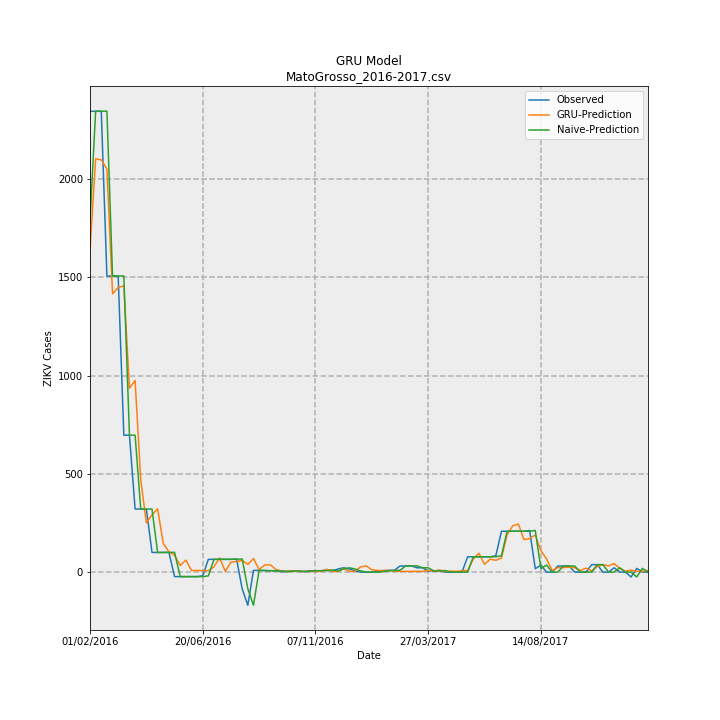 GRU Model
MatoGrosso_2016-2017.csv
Observed
GRU-Prediction
Naive-Prediction
2000
1500
1000
500
0
ZIKV Cases
01/02/2016 20/06/2016 07/11/2016 27/03/2017 14/08/2017
Date